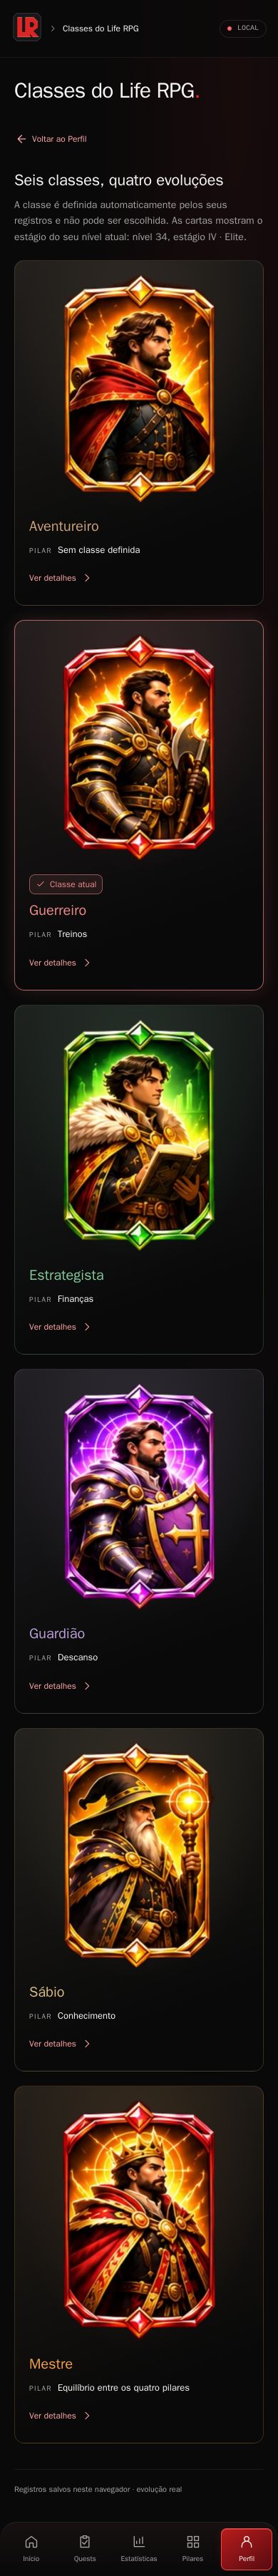 LR
Classes do Life RPG
LOCAL
Classes do Life RPG.
Voltar ao Perfil
Seis classes, quatro evoluções
A classe é definida automaticamente pelos seus
registros e não pode ser escolhida. As cartas mostram o
estágio do seu nível atual: nível 34, estágio IV · Elite.
Aventureiro
PILAR Sem classe definida
Ver detalhes
Classe atual
Guerreiro
PILAR Treinos
Ver detalhes
Estrategista
PILAR Finanças
Ver detalhes
Guardião
PILAR Descanso
Ver detalhes
Sábio
PILAR Conhecimento
Ver detalhes
Mestre
PILAR Equilíbrio entre os quatro pilares
Ver detalhes
Registros salvos neste navegador · evolução real
Início Quests Estatísticas Pilares Perfil